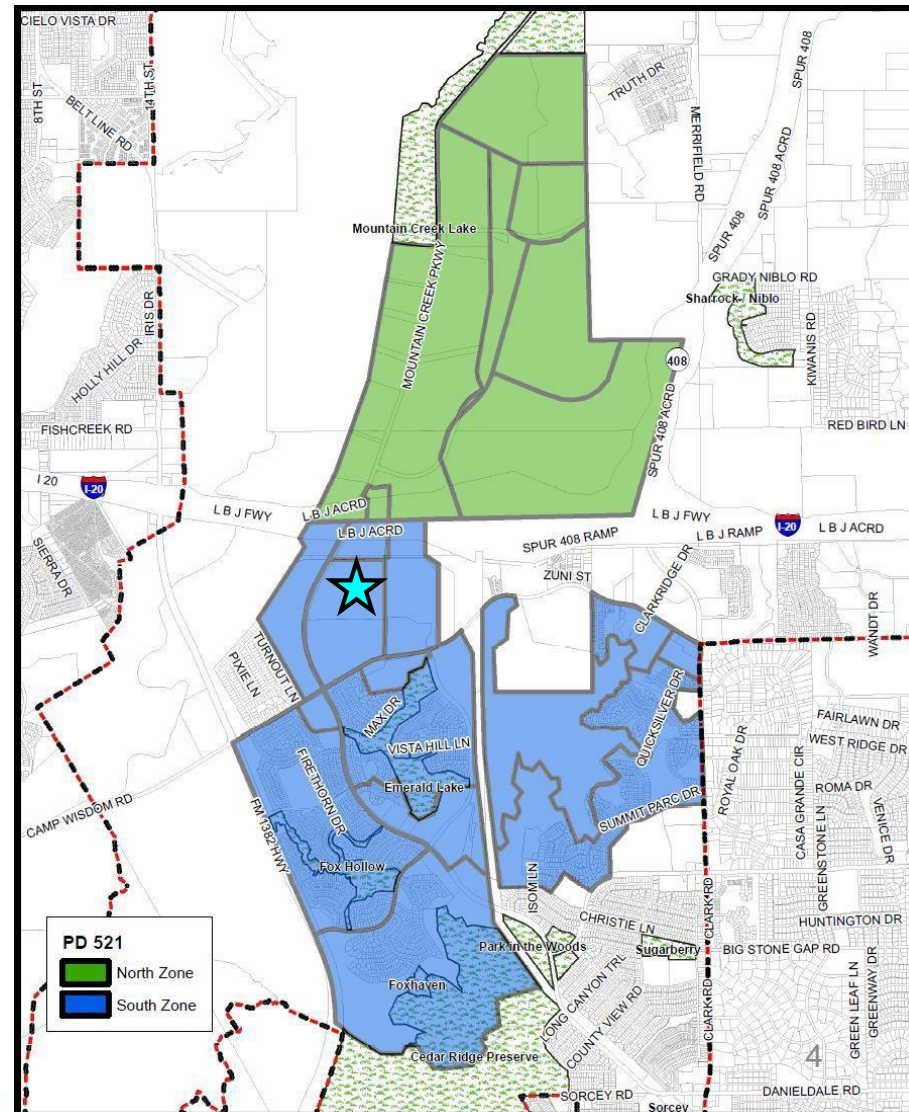 CIELO VISTA DR
8TH ST
14TH ST
BELT LINE RD
TRUTH DR
MERRIFIELD RD
SPUR 408
SPUR 408 ACRD
SPUR 408
Mountain Creek Lake
MOUNTAIN CREEK PKWY
GRADY NIBLO RD
Sharrock / Niblo
KIWANIS RD
IRIS DR
HOLLY HILL DR
408
SPUR 408 ACRD
FISHCREEK RD
RED BIRD LN
I 20
I-20
L B J FWY
L B J ACRD
L B J ACRD
L B J FWY
I-20
L B J RAMP
L B J ACRD
SPUR 408 RAMP
SIERRA DR
ZUNI ST
CLARKRIDGE DR
WANDT DR
TURNOUT LN
PIXIE LN
MAXI DR
VISTA HILL LN
QUICKSILVER DR
ROYAL OAK DR
FAIRLAWN DR
WEST RIDGE DR
CASA GRANDE CIR
GREENSTONE LN
ROMA DR
VENICE DR
FIRETHORN DR
Emerald Lake
SUMMIT PARC DR
CAMP WISDOM RD
FM 1382 HWY
Fox Hollow
ISOM LN
CLARK RD
CHRISTIE LN
HUNTINGTON DR
PD 521
North Zone
South Zone
Park in the Woods
Sugarberry
BIG STONE GAP RD
Foxhaven
LONG CANYON TRL
COUNTY VIEW RD
CLARK RD
GREEN LEAF LN
GREENWAY DR
Cedar Ridge Preserve
4
SORCEY RD
DANIELDALE RD
Sorcey